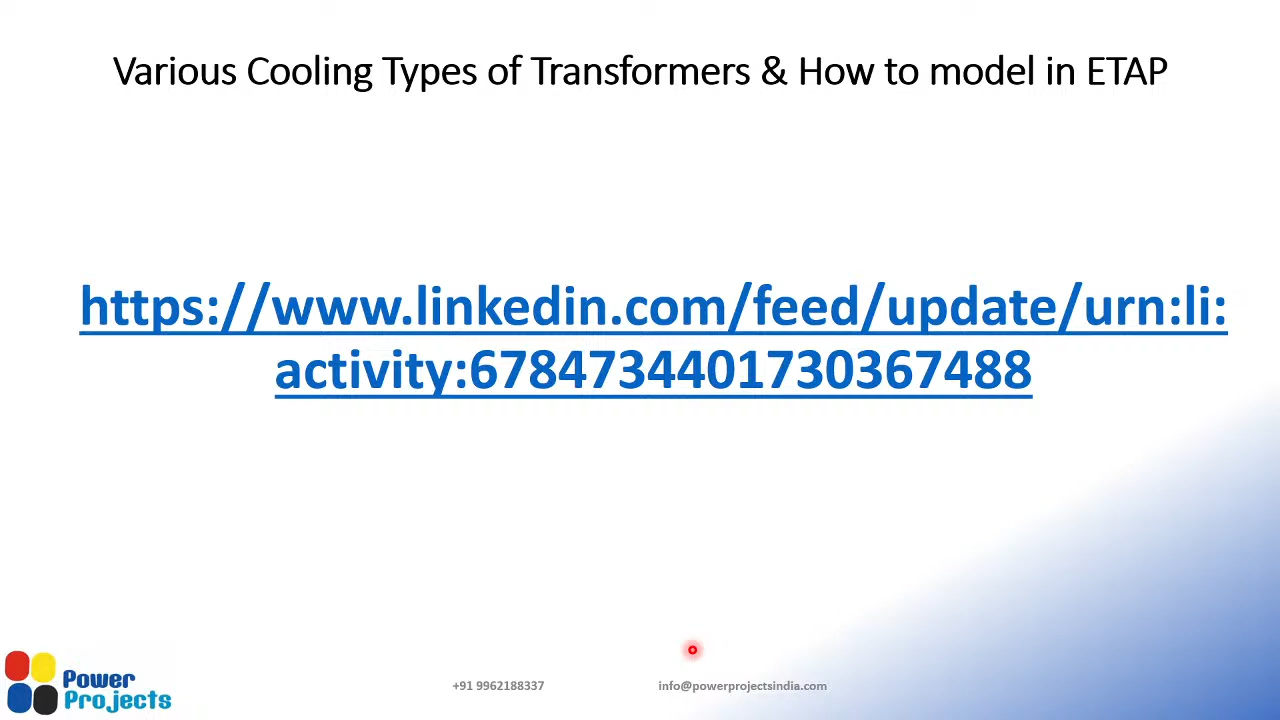 Various Cooling Types of Transformers & How to model in ETAP
https://www.linkedin.com/feed/update/urn:li:
activity:6784734401730367488
Power
Projects
+91 9962188337
info@powerprojectsindia.com